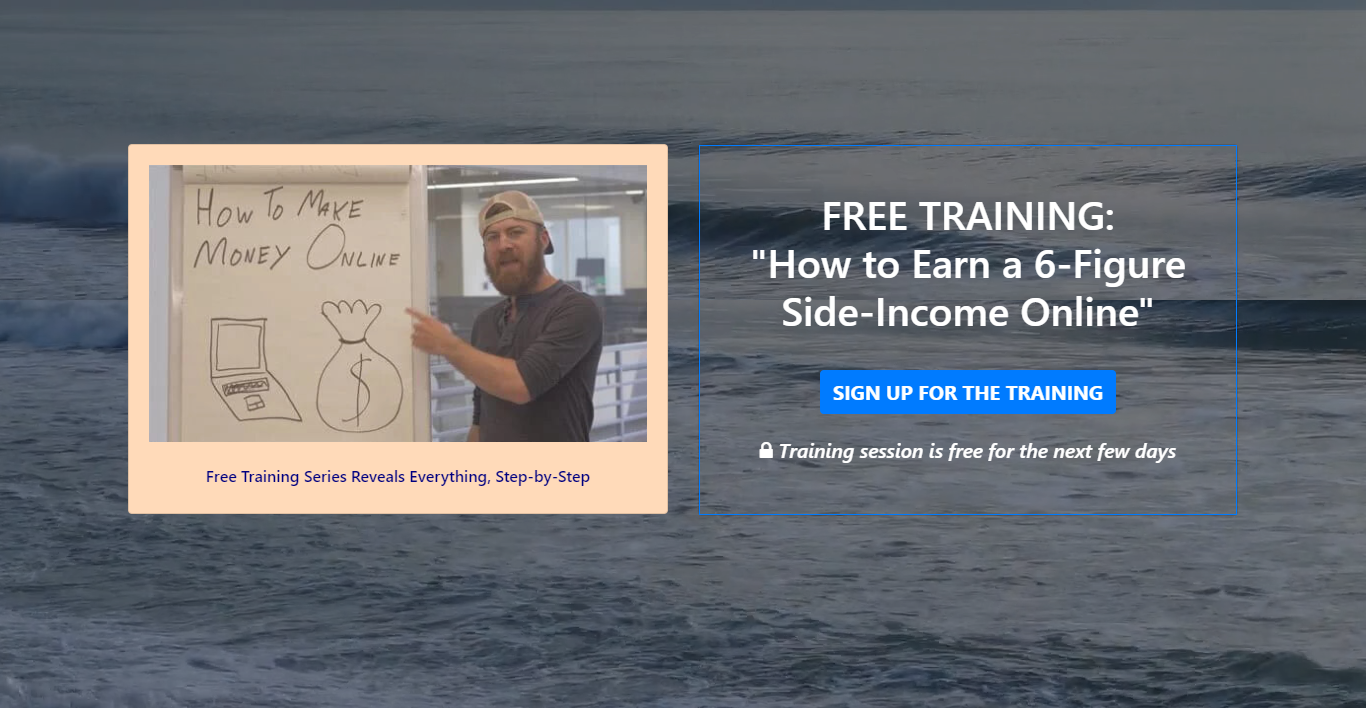 How To Make
Money Online
$
Free Training Series Reveals Everything, Step-by-Step
FREE TRAINING:
"How to Earn a 6-Figure
Side-Income Online"
SIGN UP FOR THE TRAINING
Training session is free for the next few days